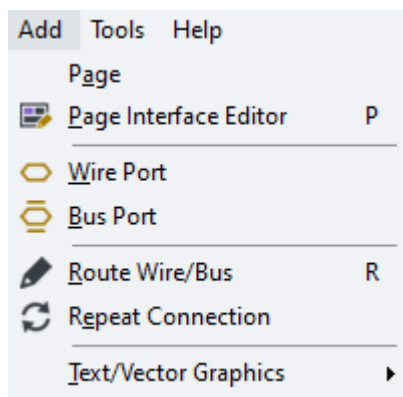 Add Tools Help
Page
Page Interface Editor P
Wire Port
Bus Port
Route Wire/Bus R
Repeat Connection
Text/Vector Graphics